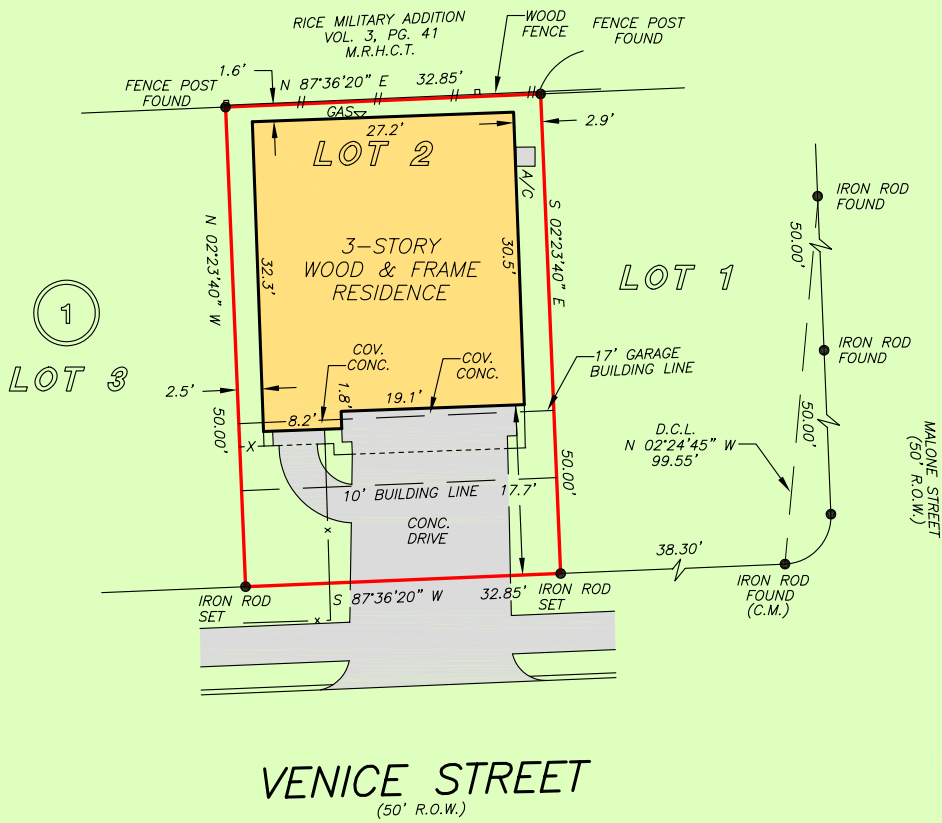 RICE MILITARY ADDITION
VOL. 3, PG. 41
M.R.H.C.T.
WOOD
FENCE
FENCE POST
FOUND
FENCE POST
FOUND
1.6'
N 87°36'20" E 32.85'
GAS
27.2'
2.9'
LOT 2
A/C
IRON ROD
FOUND
N 02°23'40" W
S 02°23'40" E
50.00'
3-STORY
WOOD & FRAME
RESIDENCE
32.3'
30.5'
LOT 1
1
LOT 3
IRON ROD
FOUND
COV.
CONC.
COV.
CONC.
17' GARAGE
BUILDING LINE
2.5'
1.8'
19.1'
8.2'
50.00'
X
50.00'
50.00'
D.C.L.
N 02°24'45" W
99.55'
MALONE STREET
(50' R.O.W.)
10' BUILDING LINE
17.7'
CONC.
DRIVE
x
38.30'
IRON ROD
SET
S 87°36'20" W 32.85'
IRON ROD
SET
IRON ROD
FOUND
(C.M.)
x
VENICE STREET
(50' R.O.W.)